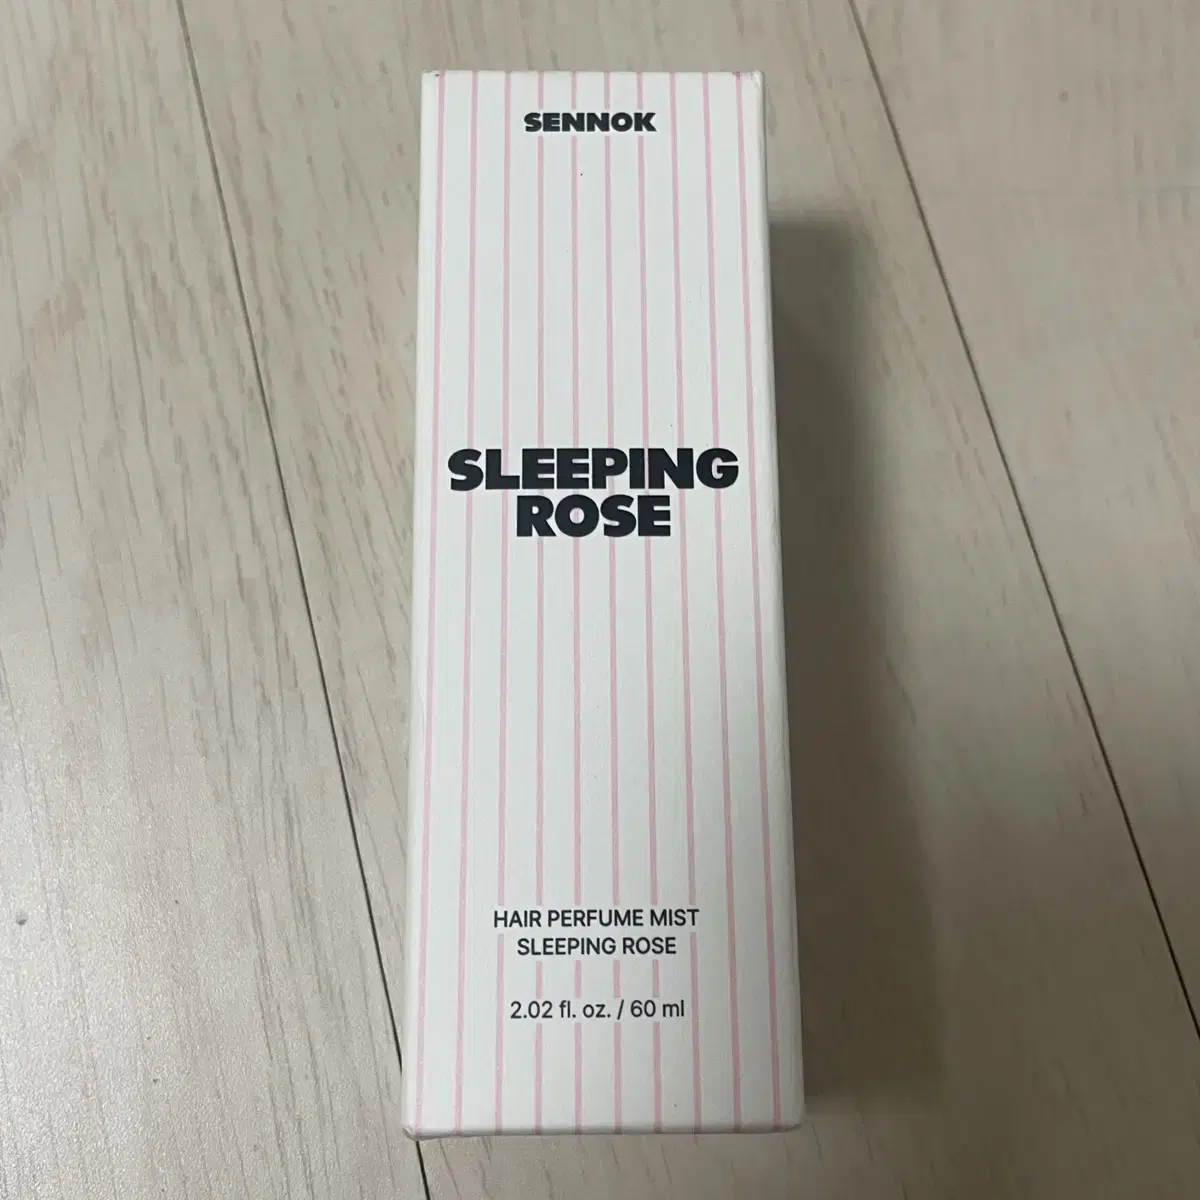 SENNOK
SLEEPING
ROSE
HAIR PERFUME MIST
SLEEPING ROSE
2.02 fl. oz. / 60 ml